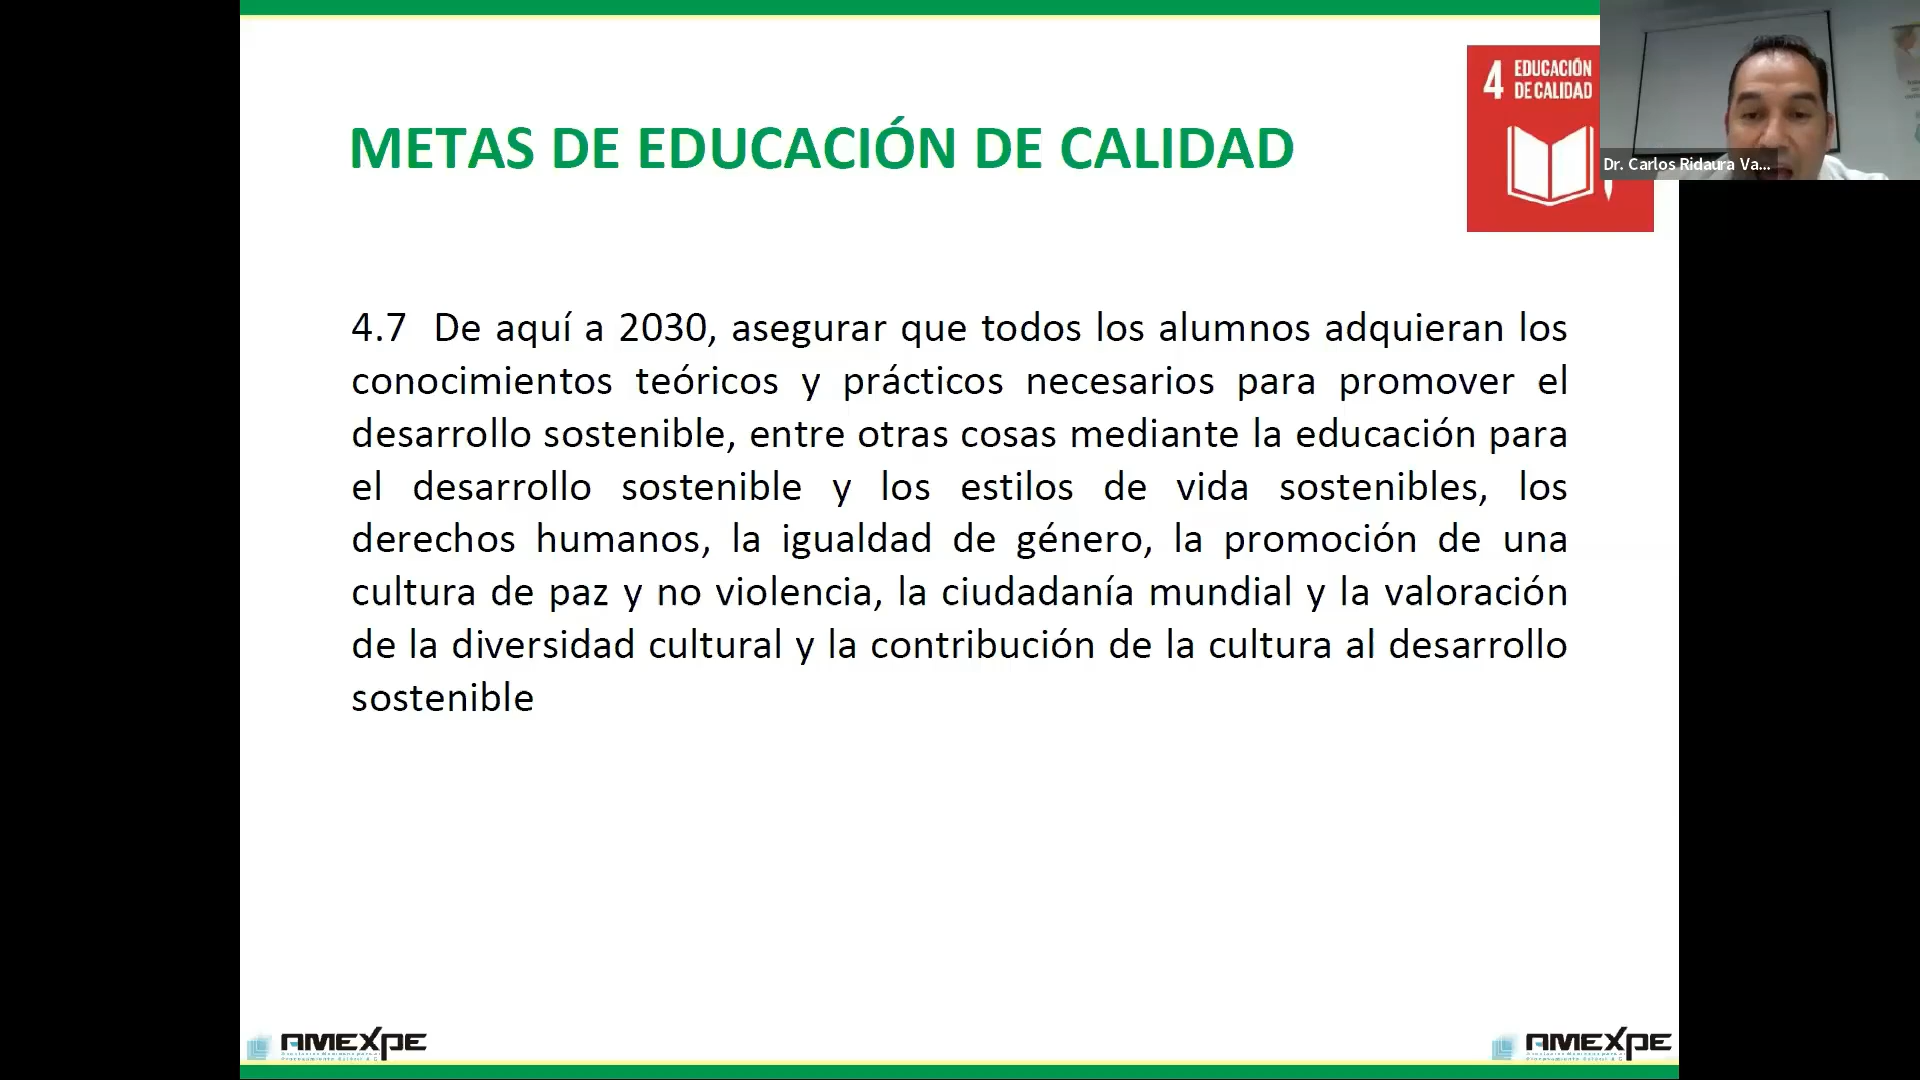 4 EDUCACIÓN
DE CALIDAD
Dr. Carlos Ridaura Va...
METAS DE EDUCACIÓN DE CALIDAD
4.7 De aquí a 2030, asegurar que todos los alumnos adquieran los
conocimientos teóricos y prácticos necesarios para promover el
desarrollo sostenible, entre otras cosas mediante la educación para
el desarrollo sostenible y los estilos de vida sostenibles, los
derechos humanos, la igualdad de género, la promoción de una
cultura de paz y no violencia, la ciudadanía mundial y la valoración
de la diversidad cultural y la contribución de la cultura al desarrollo
sostenible
AMEXPE
AMEXPE